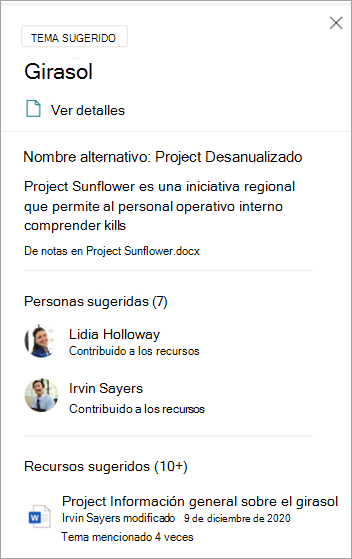 TEMA SUGERIDO
Girasol
Ver detalles
Nombre alternativo: Project Desanualizado
Project Sunflower es una iniciativa regional
que permite al personal operativo interno
comprender kills
De notas en Project Sunflower.docx
Personas sugeridas (7)
Lidia Holloway
Contribuido a los recursos
Irvin Sayers
Contribuido a los recursos
Recursos sugeridos (10+)
Project Información general sobre el girasol
Irvin Sayers modificado 9 de diciembre de 2020
Tema mencionado 4 veces